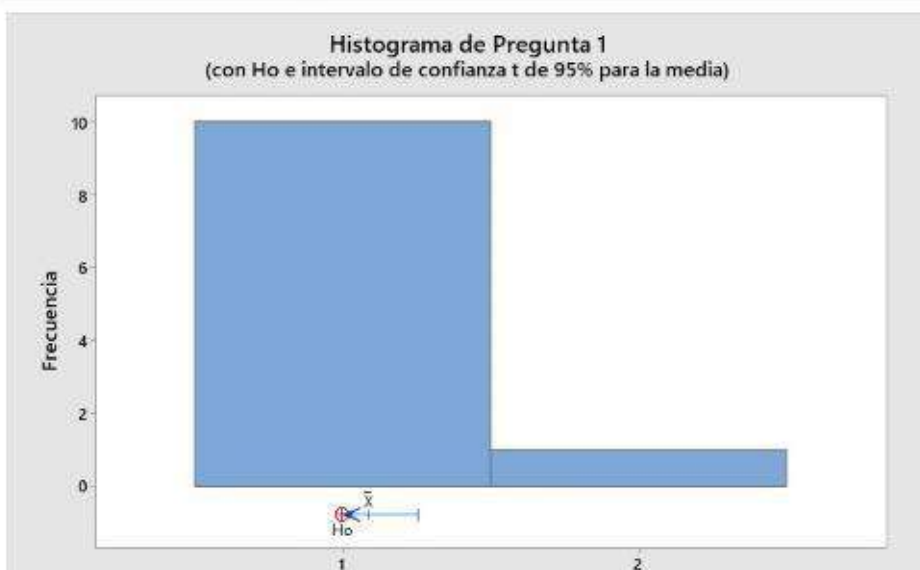 Histograma de Pregunta 1
(con Ho e intervalo de confianza t de 95% para la media)
Frecuencia
10
8
6
4
2
0
x̄
Ho
1
2